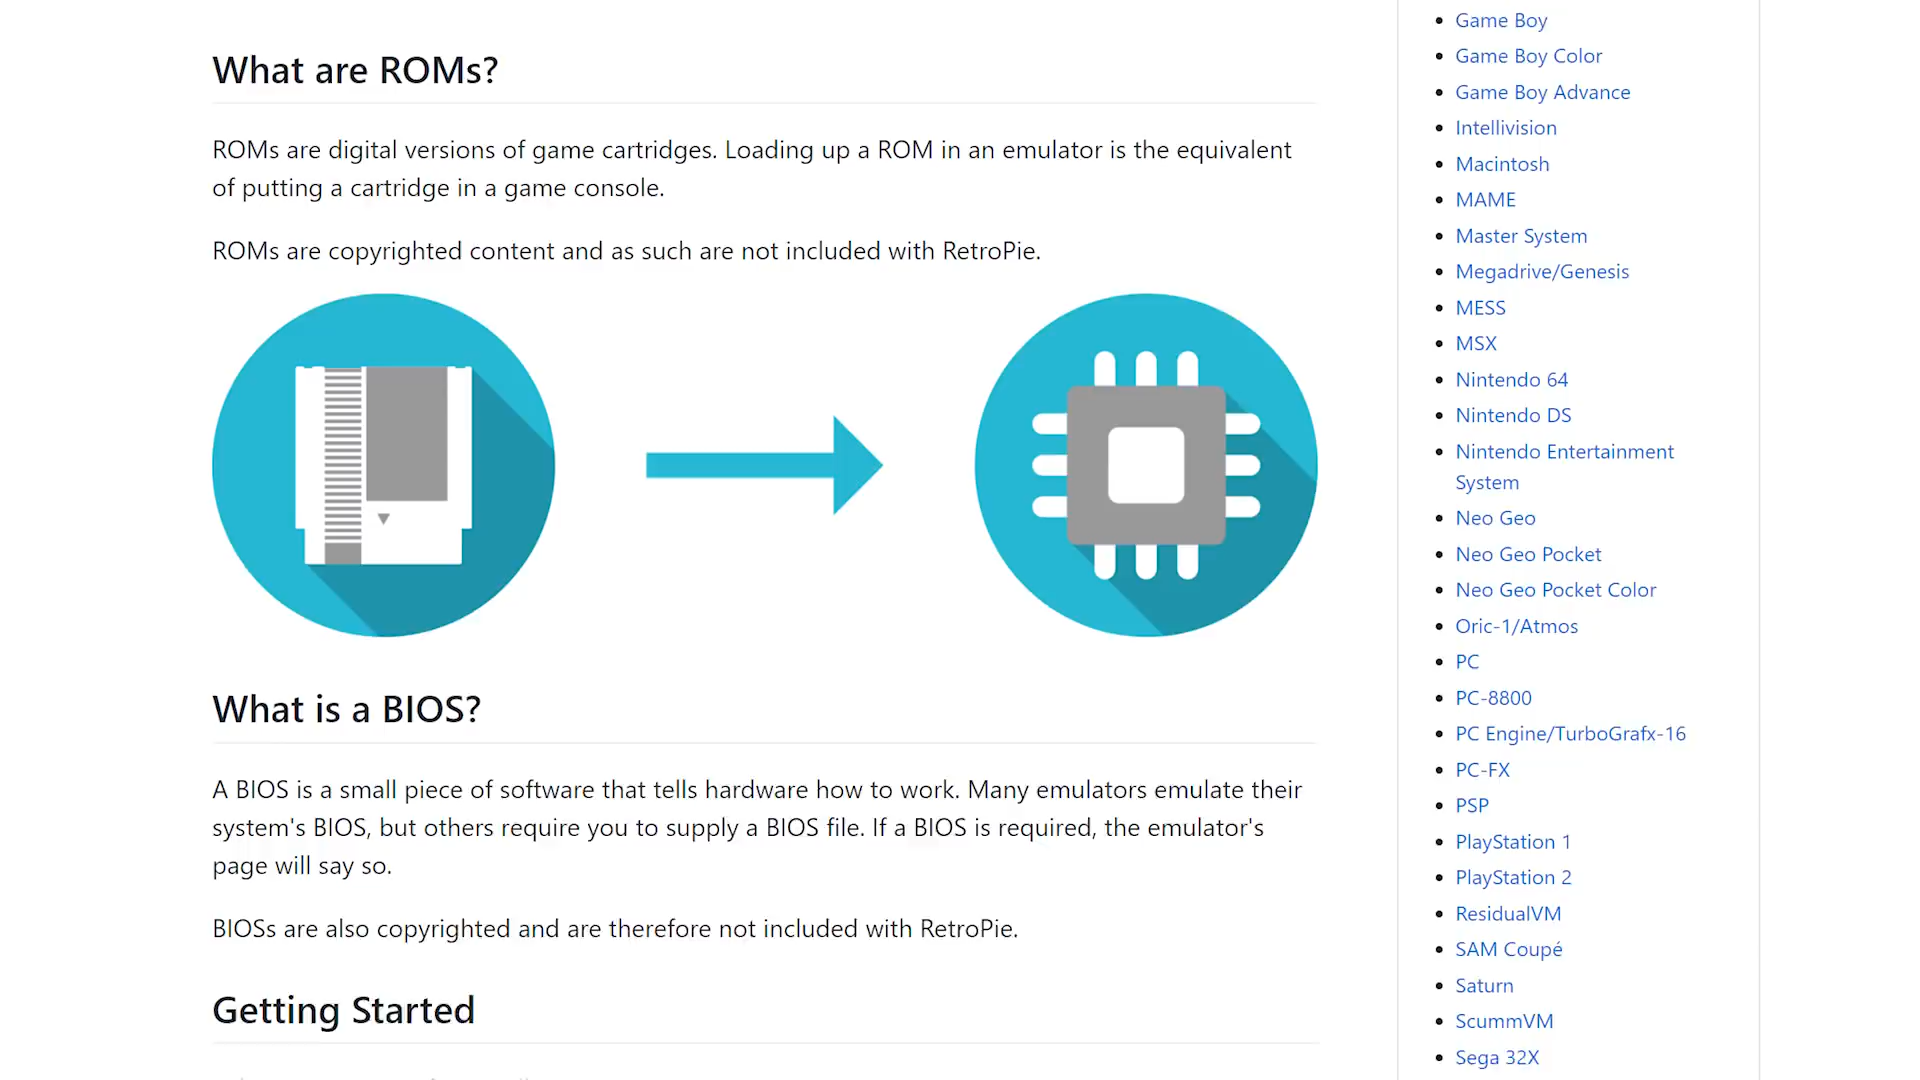 What are ROMs?
ROMs are digital versions of game cartridges. Loading up a ROM in an emulator is the equivalent
of putting a cartridge in a game console.
ROMs are copyrighted content and as such are not included with RetroPie.
What is a BIOS?
A BIOS is a small piece of software that tells hardware how to work. Many emulators emulate their
system's BIOS, but others require you to supply a BIOS file. If a BIOS is required, the emulator's
page will say so.
BIOSs are also copyrighted and are therefore not included with RetroPie.
Getting Started
Game Boy
Game Boy Color
Game Boy Advance
Intellivision
Macintosh
MAME
Master System
Megadrive/Genesis
MESS
MSX
Nintendo 64
Nintendo DS
Nintendo Entertainment
System
Neo Geo
Neo Geo Pocket
Neo Geo Pocket Color
Oric-1/Atmos
PC
PC-8800
PC Engine/TurboGrafx-16
PC-FX
PSP
PlayStation 1
PlayStation 2
ResidualVM
SAM Coupé
Saturn
ScummVM
Sega 32X